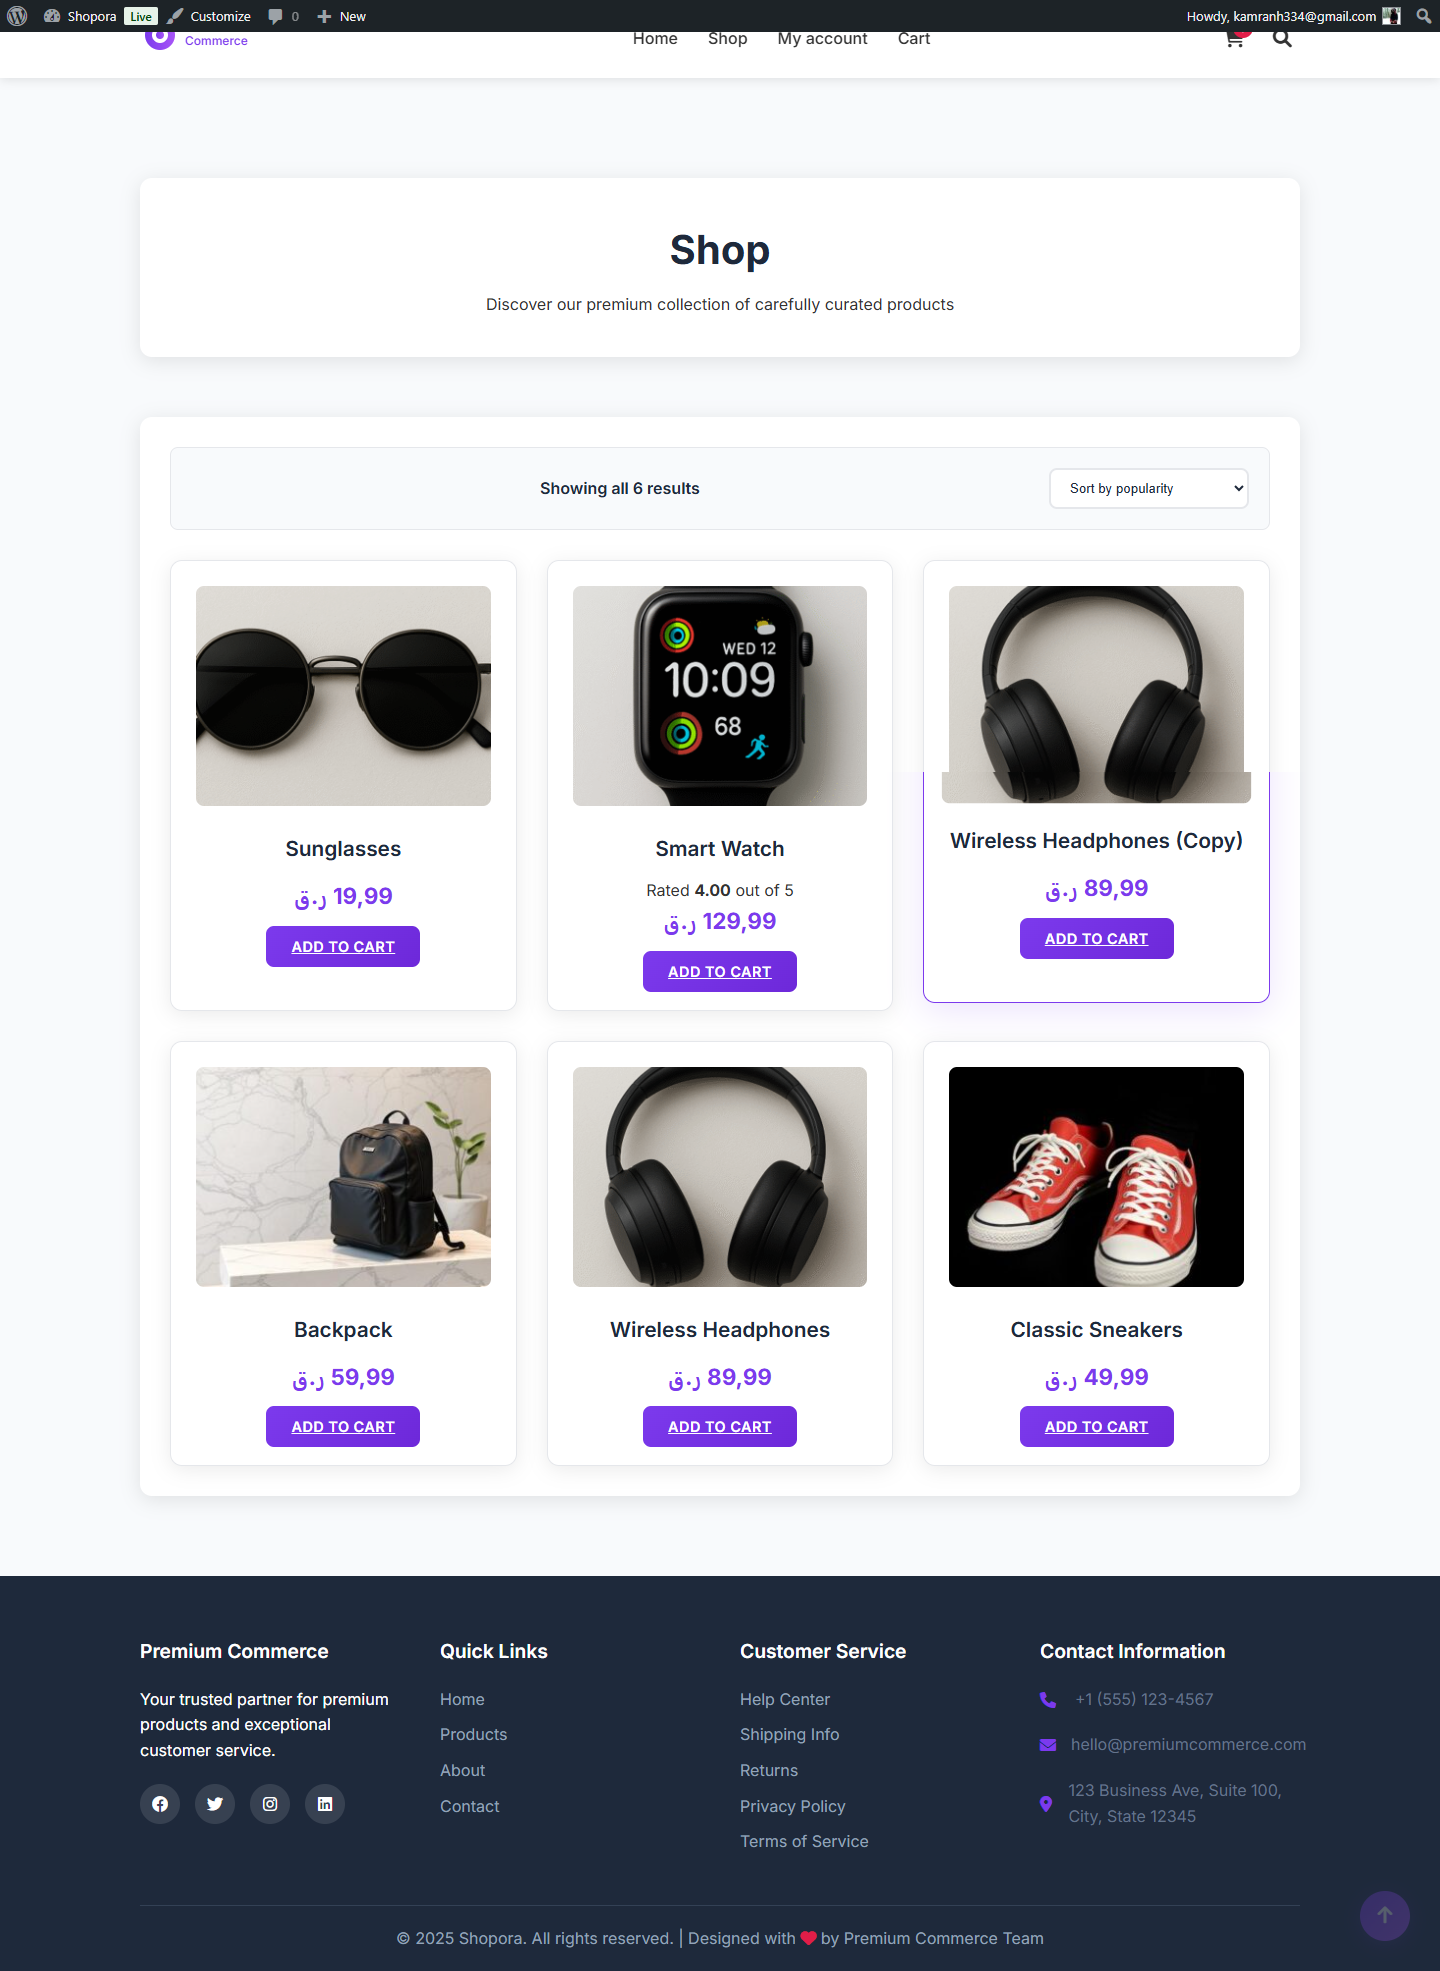 Shopora Live Customize 0 New Howdy, kamranh334@gmail.com
Commerce Home Shop My account Cart
Shop
Discover our premium collection of carefully curated products
Showing all 6 results Sort by popularity
WED 12
10:09
68
Sunglasses
ر.ق 19,99
ADD TO CART
Smart Watch
Rated 4.00 out of 5
ر.ق 129,99
ADD TO CART
Wireless Headphones (Copy)
ر.ق 89,99
ADD TO CART
Backpack
ر.ق 59,99
ADD TO CART
Wireless Headphones
ر.ق 89,99
ADD TO CART
Classic Sneakers
ر.ق 49,99
ADD TO CART
Premium Commerce
Your trusted partner for premium
products and exceptional
customer service.
Quick Links
Home
Products
About
Contact
Customer Service
Help Center
Shipping Info
Returns
Privacy Policy
Terms of Service
Contact Information
+1 (555) 123-4567
hello@premiumcommerce.com
123 Business Ave, Suite 100,
City, State 12345
© 2025 Shopora. All rights reserved. | Designed with by Premium Commerce Team